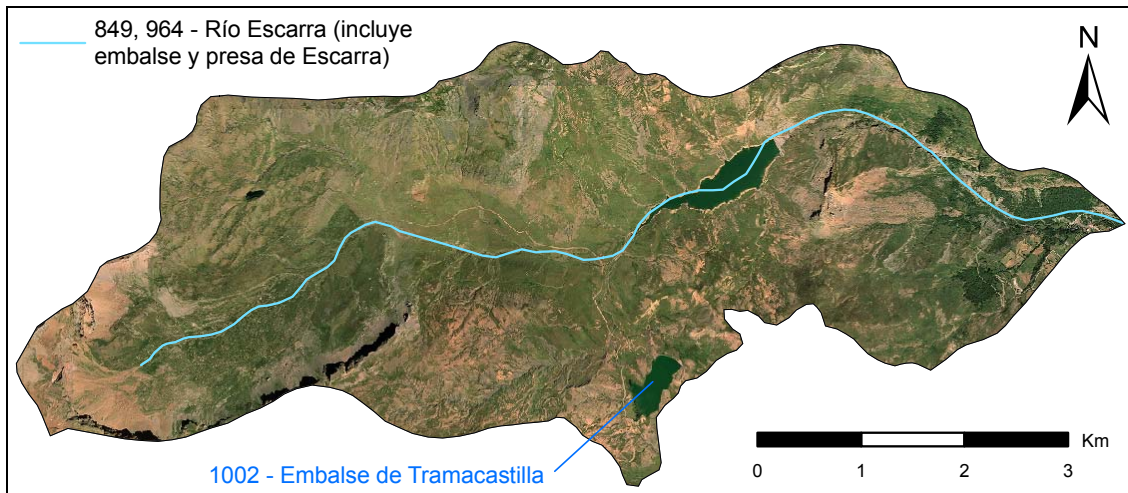 849, 964 - Río Escarra (incluye
embalse y presa de Escarra)
N
1002 - Embalse de Tramacastilla
Km
0 1 2 3